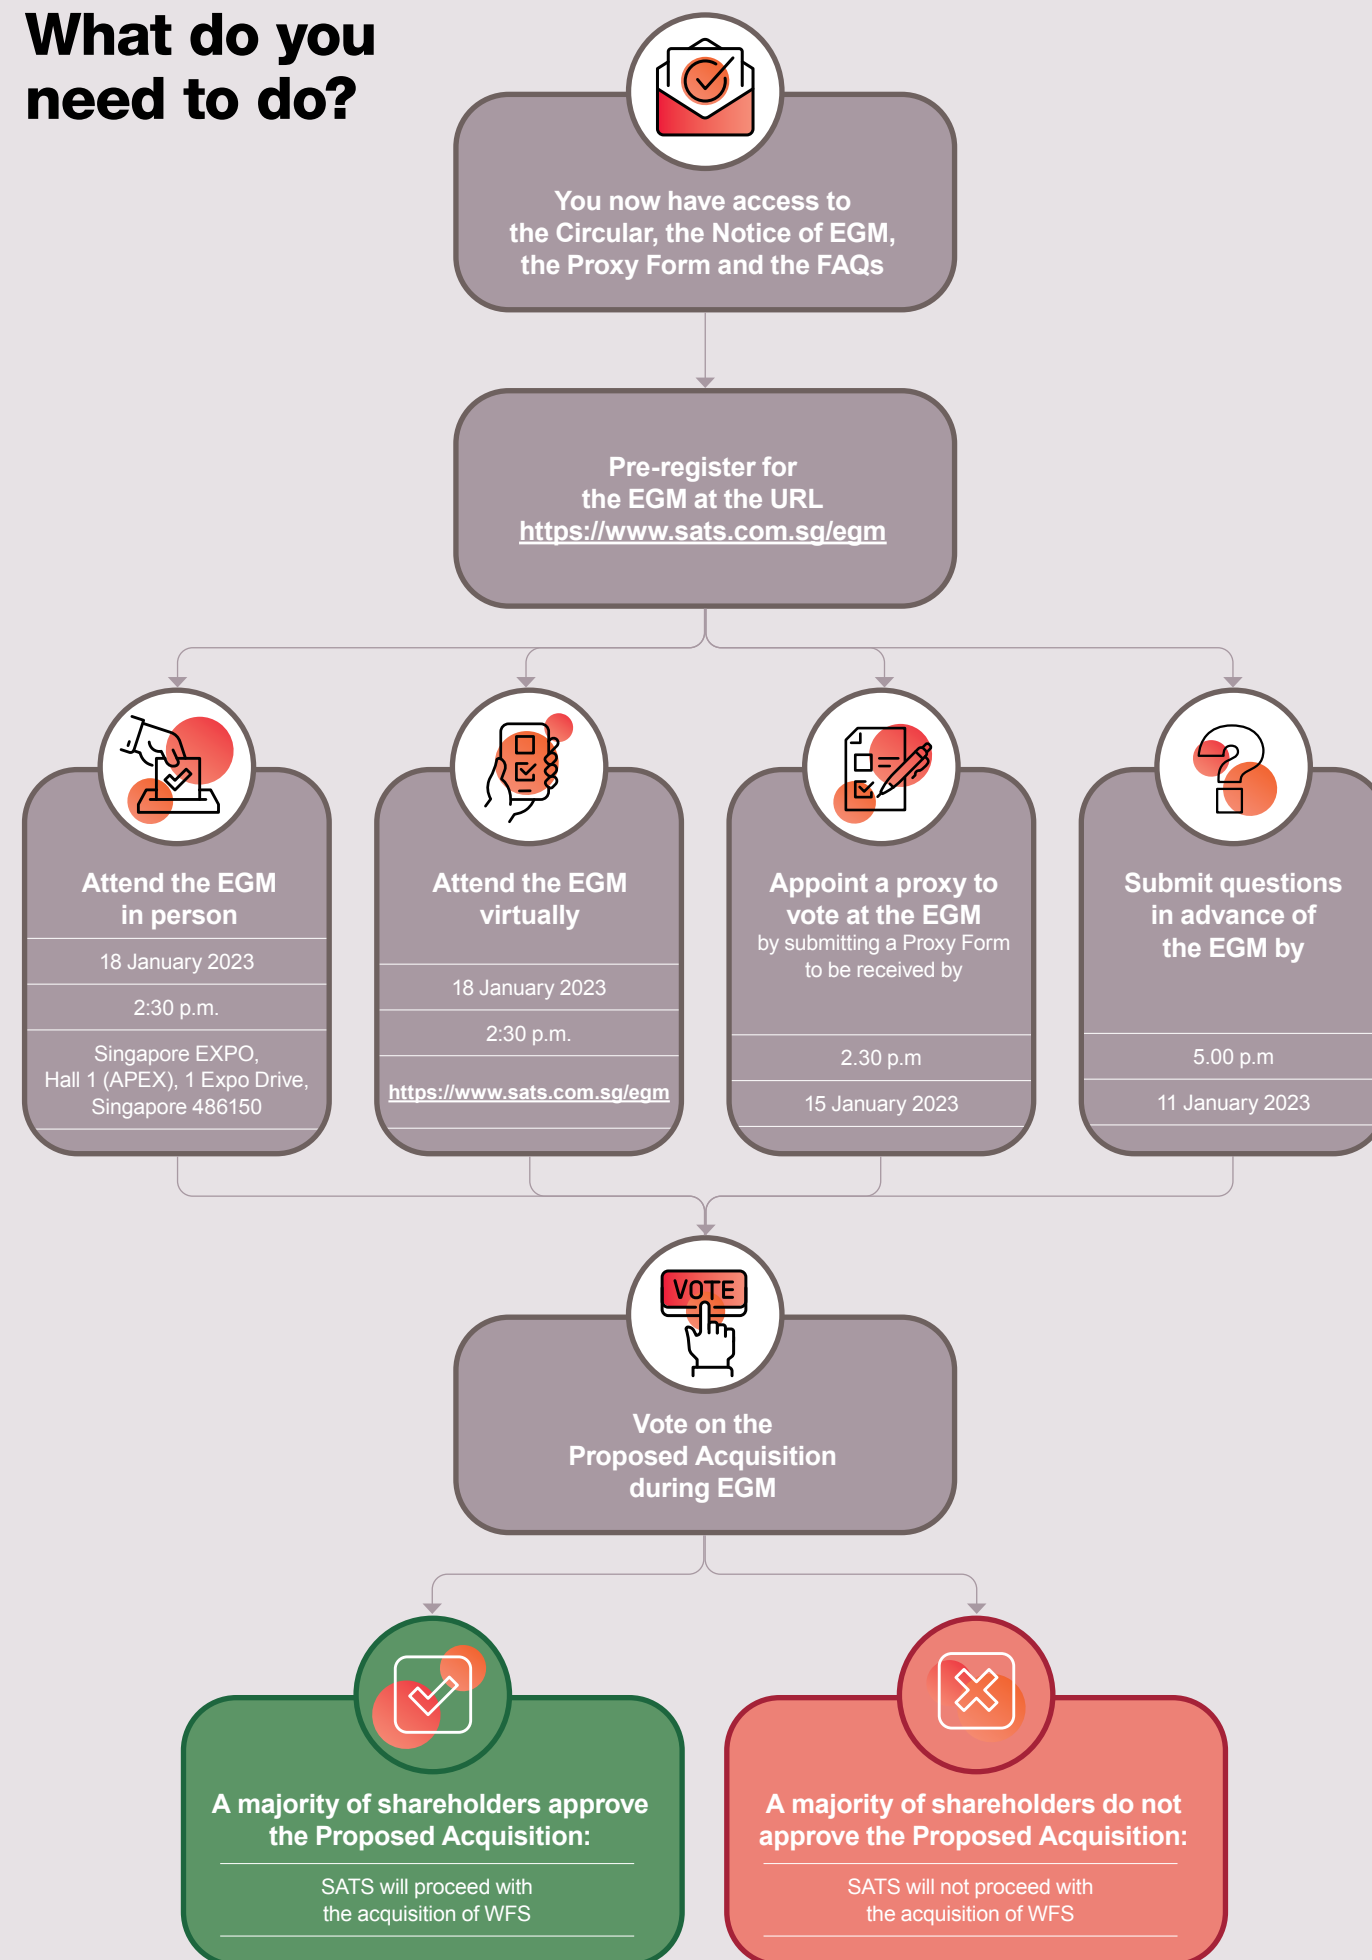 What do you
need to do?
You now have access to
the Circular, the Notice of EGM,
the Proxy Form and the FAQs
Pre-register for
the EGM at the URL
https://www.sats.com.sg/egm
Attend the EGM
in person
18 January 2023
2:30 p.m.
Singapore EXPO,
Hall 1 (APEX), 1 Expo Drive,
Singapore 486150
Attend the EGM
virtually
18 January 2023
2:30 p.m.
https://www.sats.com.sg/egm
Appoint a proxy to
vote at the EGM
by submitting a Proxy Form
to be received by
2.30 p.m
15 January 2023
Submit questions
in advance of
the EGM by
5.00 p.m
11 January 2023
VOTE
Vote on the
Proposed Acquisition
during EGM
A majority of shareholders approve
the Proposed Acquisition:
SATS will proceed with
the acquisition of WFS
A majority of shareholders do not
approve the Proposed Acquisition:
SATS will not proceed with
the acquisition of WFS